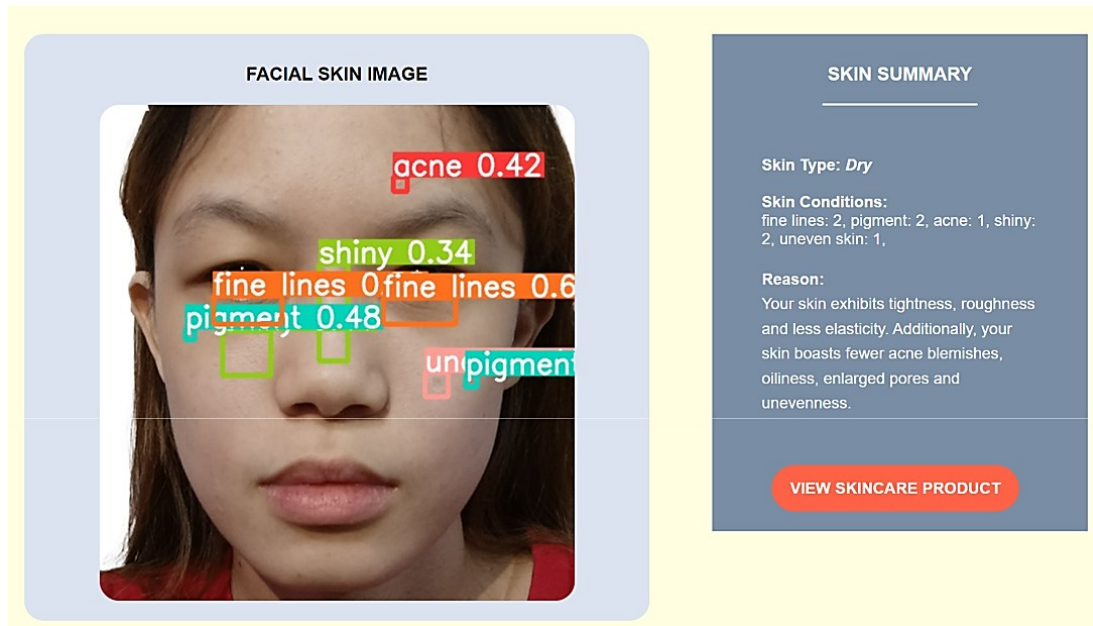 FACIAL SKIN IMAGE
acne 0.42
shiny 0.34
fine lines 0.
fine lines 0.6
pigment 0.48
un
pigment
SKIN SUMMARY
Skin Type: Dry
Skin Conditions:
fine lines: 2, pigment: 2, acne: 1, shiny:
2, uneven skin: 1,
Reason:
Your skin exhibits tightness, roughness
and less elasticity. Additionally, your
skin boasts fewer acne blemishes,
oiliness, enlarged pores and
unevenness.
VIEW SKINCARE PRODUCT